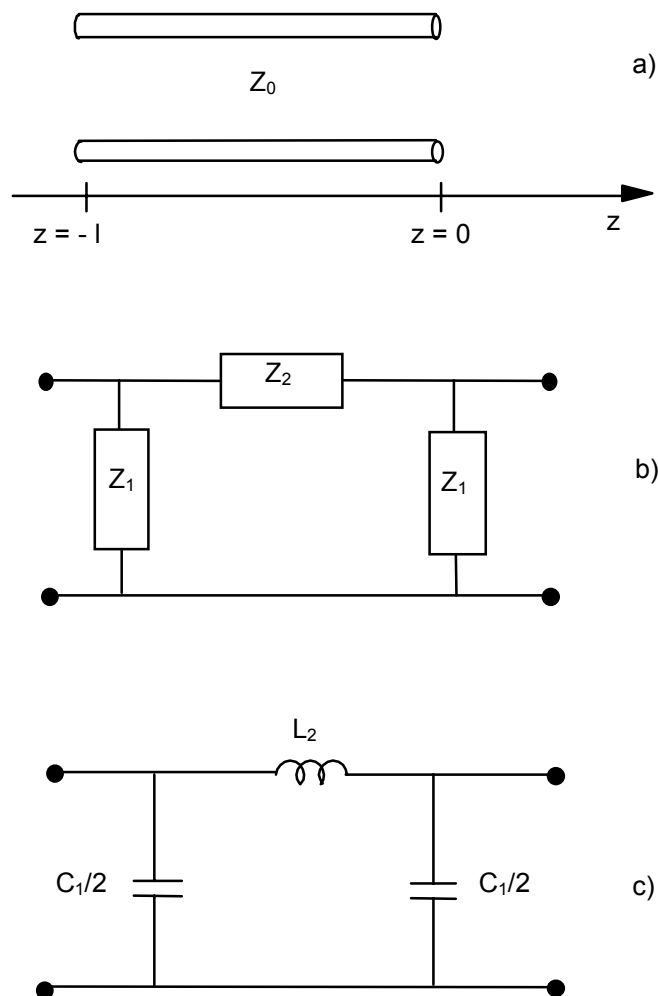 a)
Z₀
z = - l
z = 0
z
Z₂
Z₁
Z₁
b)
L₂
C₁/2
C₁/2
c)